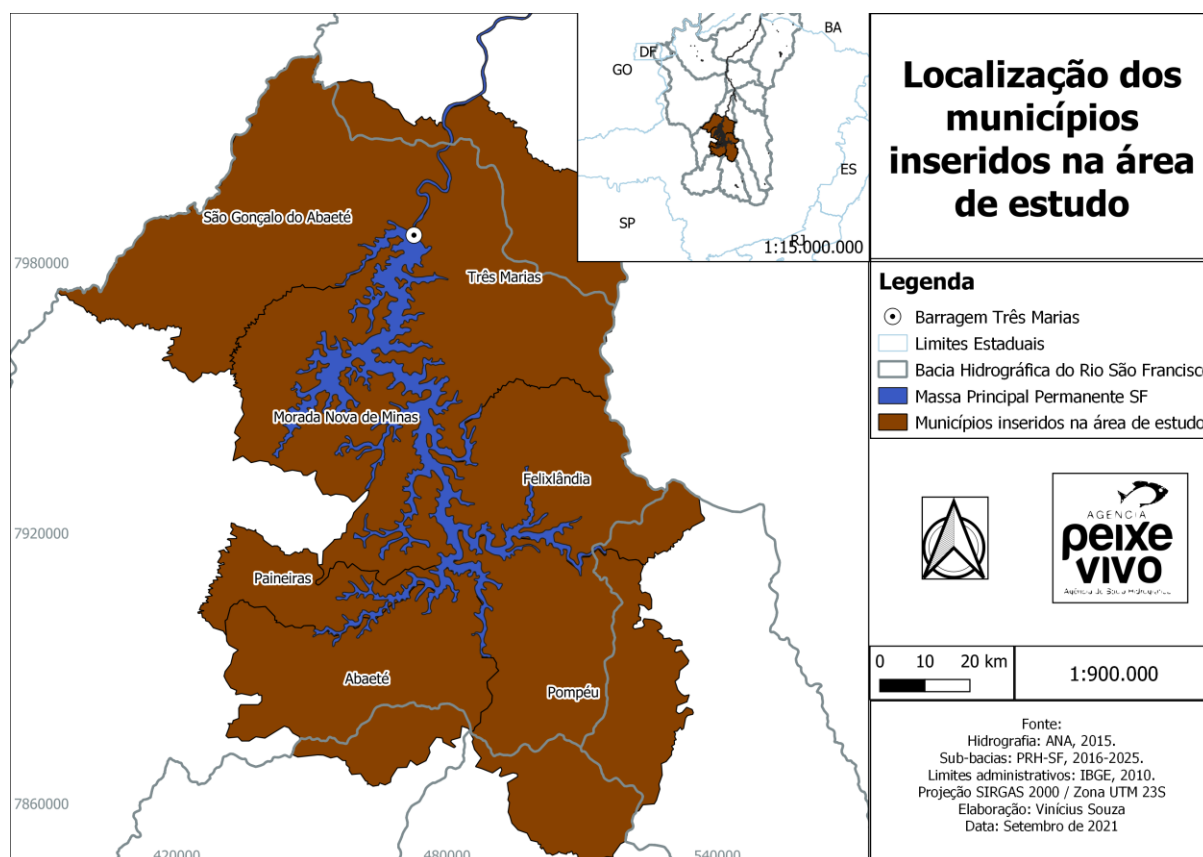 Localização dos
municípios
inseridos na área
de estudo
BA
DF
GO
ES
SP
RJ
1:15.000.000
São Gonçalo do Abaeté
7980000
Três Marias
Morada Nova de Minas
Felixlândia
7920000
Paineiras
Abaeté
Pompéu
7860000
420000
480000
540000
Legenda
Barragem Três Marias
Limites Estaduais
Bacia Hidrográfica do Rio São Francisco
Massa Principal Permanente SF
Municípios inseridos na área de estudo
AGÊNCIA
peixe
VIVO
0 10 20 km
1:900.000
Fonte:
Hidrografia: ANA, 2015.
Sub-bacias: PRH-SF, 2016-2025.
Limites administrativos: IBGE, 2010.
Projeção SIRGAS 2000 / Zona UTM 23S
Elaboração: Vinícius Souza
Data: Setembro de 2021